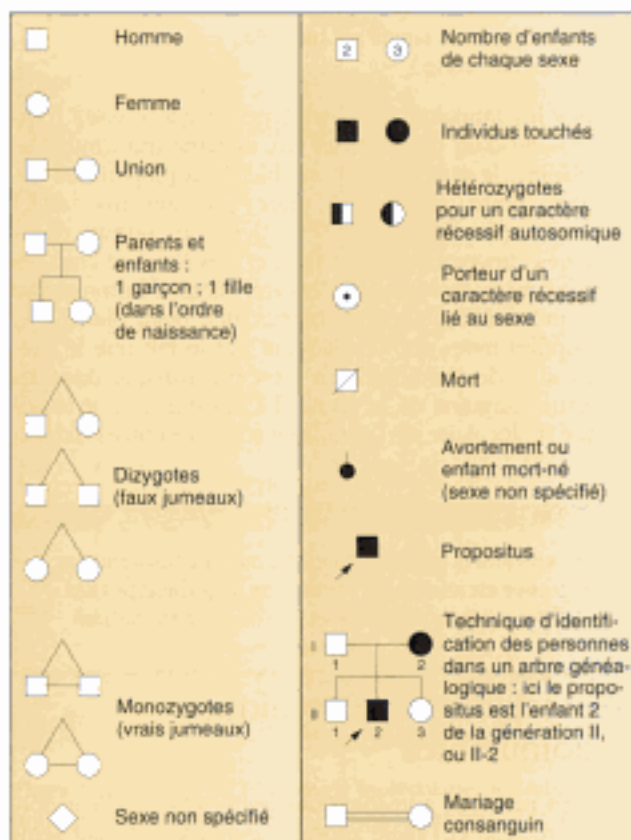 Homme
Femme
Union
Parents et
enfants :
1 garçon ; 1 fille
(dans l'ordre
de naissance)
Dizygotes
(faux jumeaux)
Monozygotes
(vrais jumeaux)
Sexe non spécifié
2 3
Nombre d'enfants
de chaque sexe
Individus touchés
Hétérozygotes
pour un caractère
récessif autosomique
Porteur d'un
caractère récessif
lié au sexe
Mort
Avortement ou
enfant mort-né
(sexe non spécifié)
Propositus
I
1 2
II
1 2 3
Technique d'identifi-
cation des personnes
dans un arbre généa-
logique : ici le propo-
situs est l'enfant 2
de la génération II,
ou II-2
Mariage
consanguin